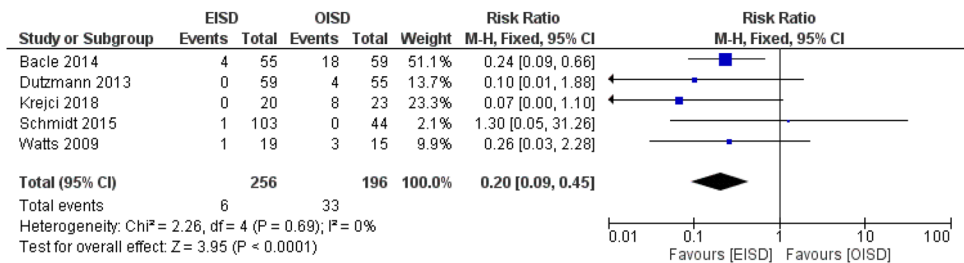 EISD OISD Risk Ratio Risk Ratio
Study or Subgroup Events Total Events Total Weight M-H, Fixed, 95% CI M-H, Fixed, 95% CI
Bacle 2014 4 55 18 59 51.1% 0.24 [0.09, 0.66]
Dutzmann 2013 0 59 4 55 13.7% 0.10 [0.01, 1.88]
Krejci 2018 0 20 8 23 23.3% 0.07 [0.00, 1.10]
Schmidt 2015 1 103 0 44 2.1% 1.30 [0.05, 31.26]
Watts 2009 1 19 3 15 9.9% 0.26 [0.03, 2.28]
Total (95% CI) 256 196 100.0% 0.20 [0.09, 0.45]
Total events 6 33
Heterogeneity: Chi² = 2.26, df = 4 (P = 0.69); I² = 0%
Test for overall effect: Z = 3.95 (P < 0.0001)
0.01 0.1 1 10 100
Favours [EISD] Favours [OISD]